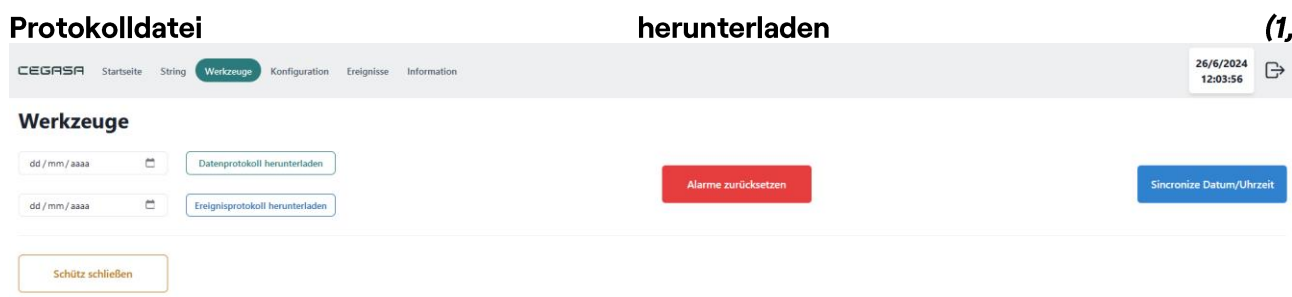 Protokolldatei herunterladen (1,
CEGASA Startseite String Werkzeuge Konfiguration Ereignisse Information
26/6/2024
12:03:56
Werkzeuge
dd/mm/aaaa Datenprotokoll herunterladen
Alarme zurücksetzen Sincronize Datum/Uhrzeit
dd/mm/aaaa Ereignisprotokoll herunterladen
Schütz schließen